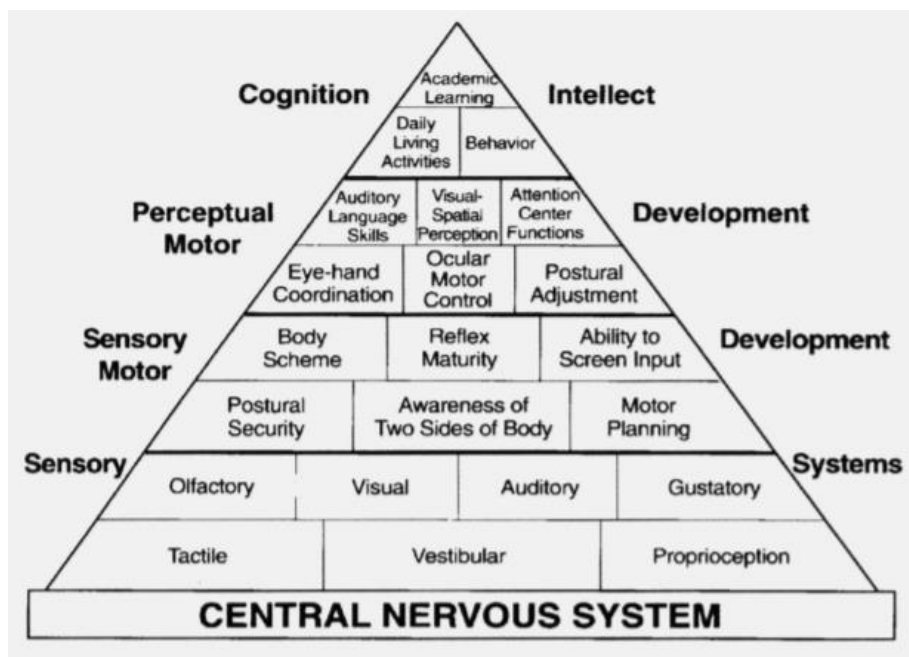 Academic
Learning
Cognition
Intellect
Daily
Living
Activities
Behavior
Perceptual
Motor
Auditory
Language
Skills
Visual-
Spatial
Perception
Attention
Center
Functions
Development
Eye-hand
Coordination
Ocular
Motor
Control
Postural
Adjustment
Sensory
Motor
Body
Scheme
Reflex
Maturity
Ability to
Screen Input
Development
Postural
Security
Awareness of
Two Sides of Body
Motor
Planning
Sensory
Systems
Olfactory
Visual
Auditory
Gustatory
Tactile
Vestibular
Proprioception
CENTRAL NERVOUS SYSTEM